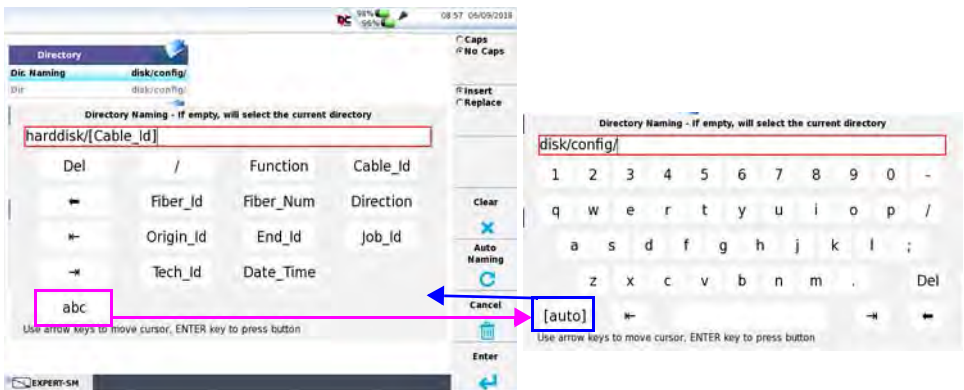 DC 98% 96% 08:57 06/09/2018
Caps
No Caps
Directory
Dir. Naming disk/config/
Dir disk/config/
Insert
Replace
Directory Naming - If empty, will select the current directory
harddisk/[Cable_Id]
Del / Function Cable_Id
Fiber_Id Fiber_Num Direction
Origin_Id End_Id Job_Id
Tech_Id Date_Time
abc
Use arrow keys to move cursor, ENTER key to press button
EXPERT-SM
Clear
Auto
Naming
Cancel
Enter
Directory Naming - If empty, will select the current directory
disk/config/
1 2 3 4 5 6 7 8 9 0 -
q w e r t y u i o p /
a s d f g h j k l ;
z x c v b n m . Del
[auto]
Use arrow keys to move cursor, ENTER key to press button